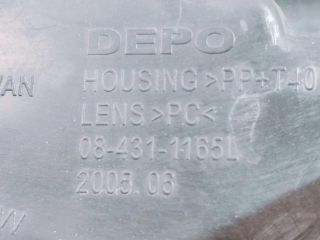 DEPO
HOUSING >PP+T40
LENS >PC<
08-431-1165L
2005.06